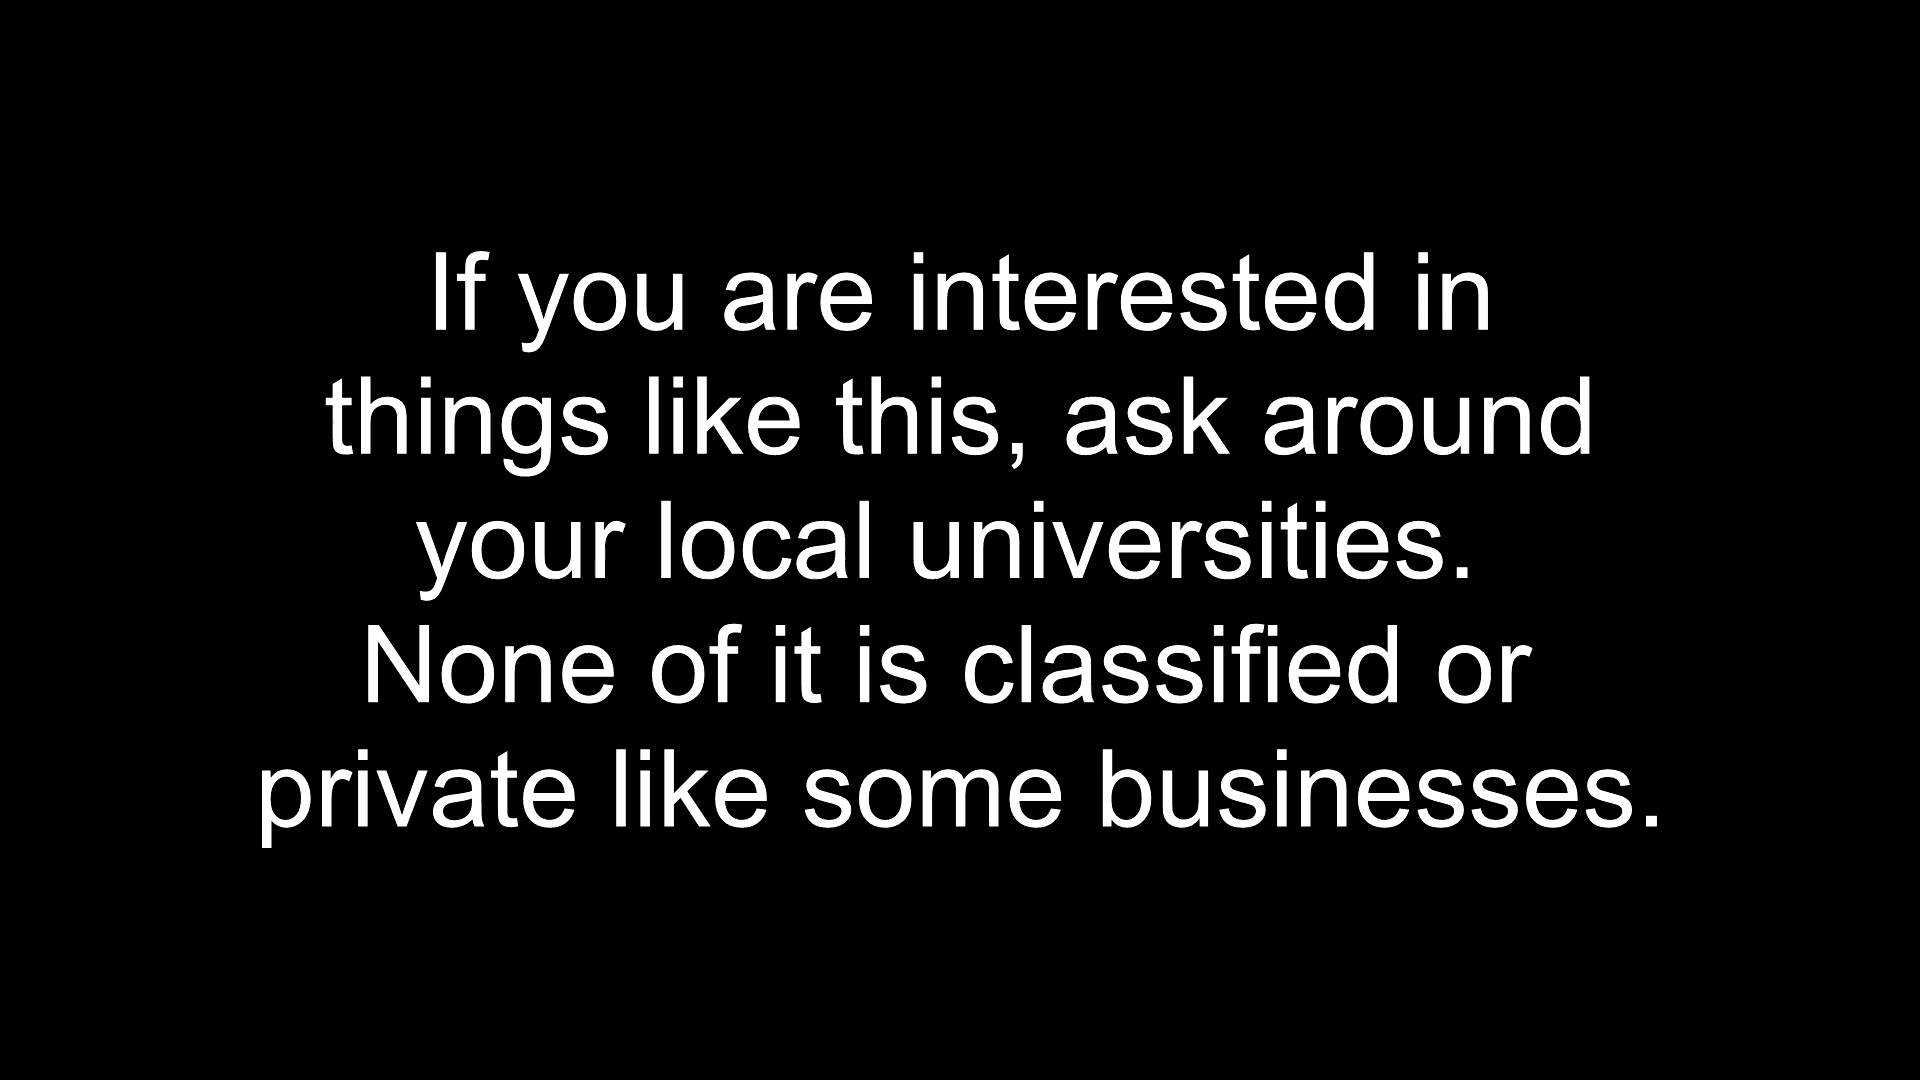 If you are interested in
things like this, ask around
your local universities.
None of it is classified or
private like some businesses.